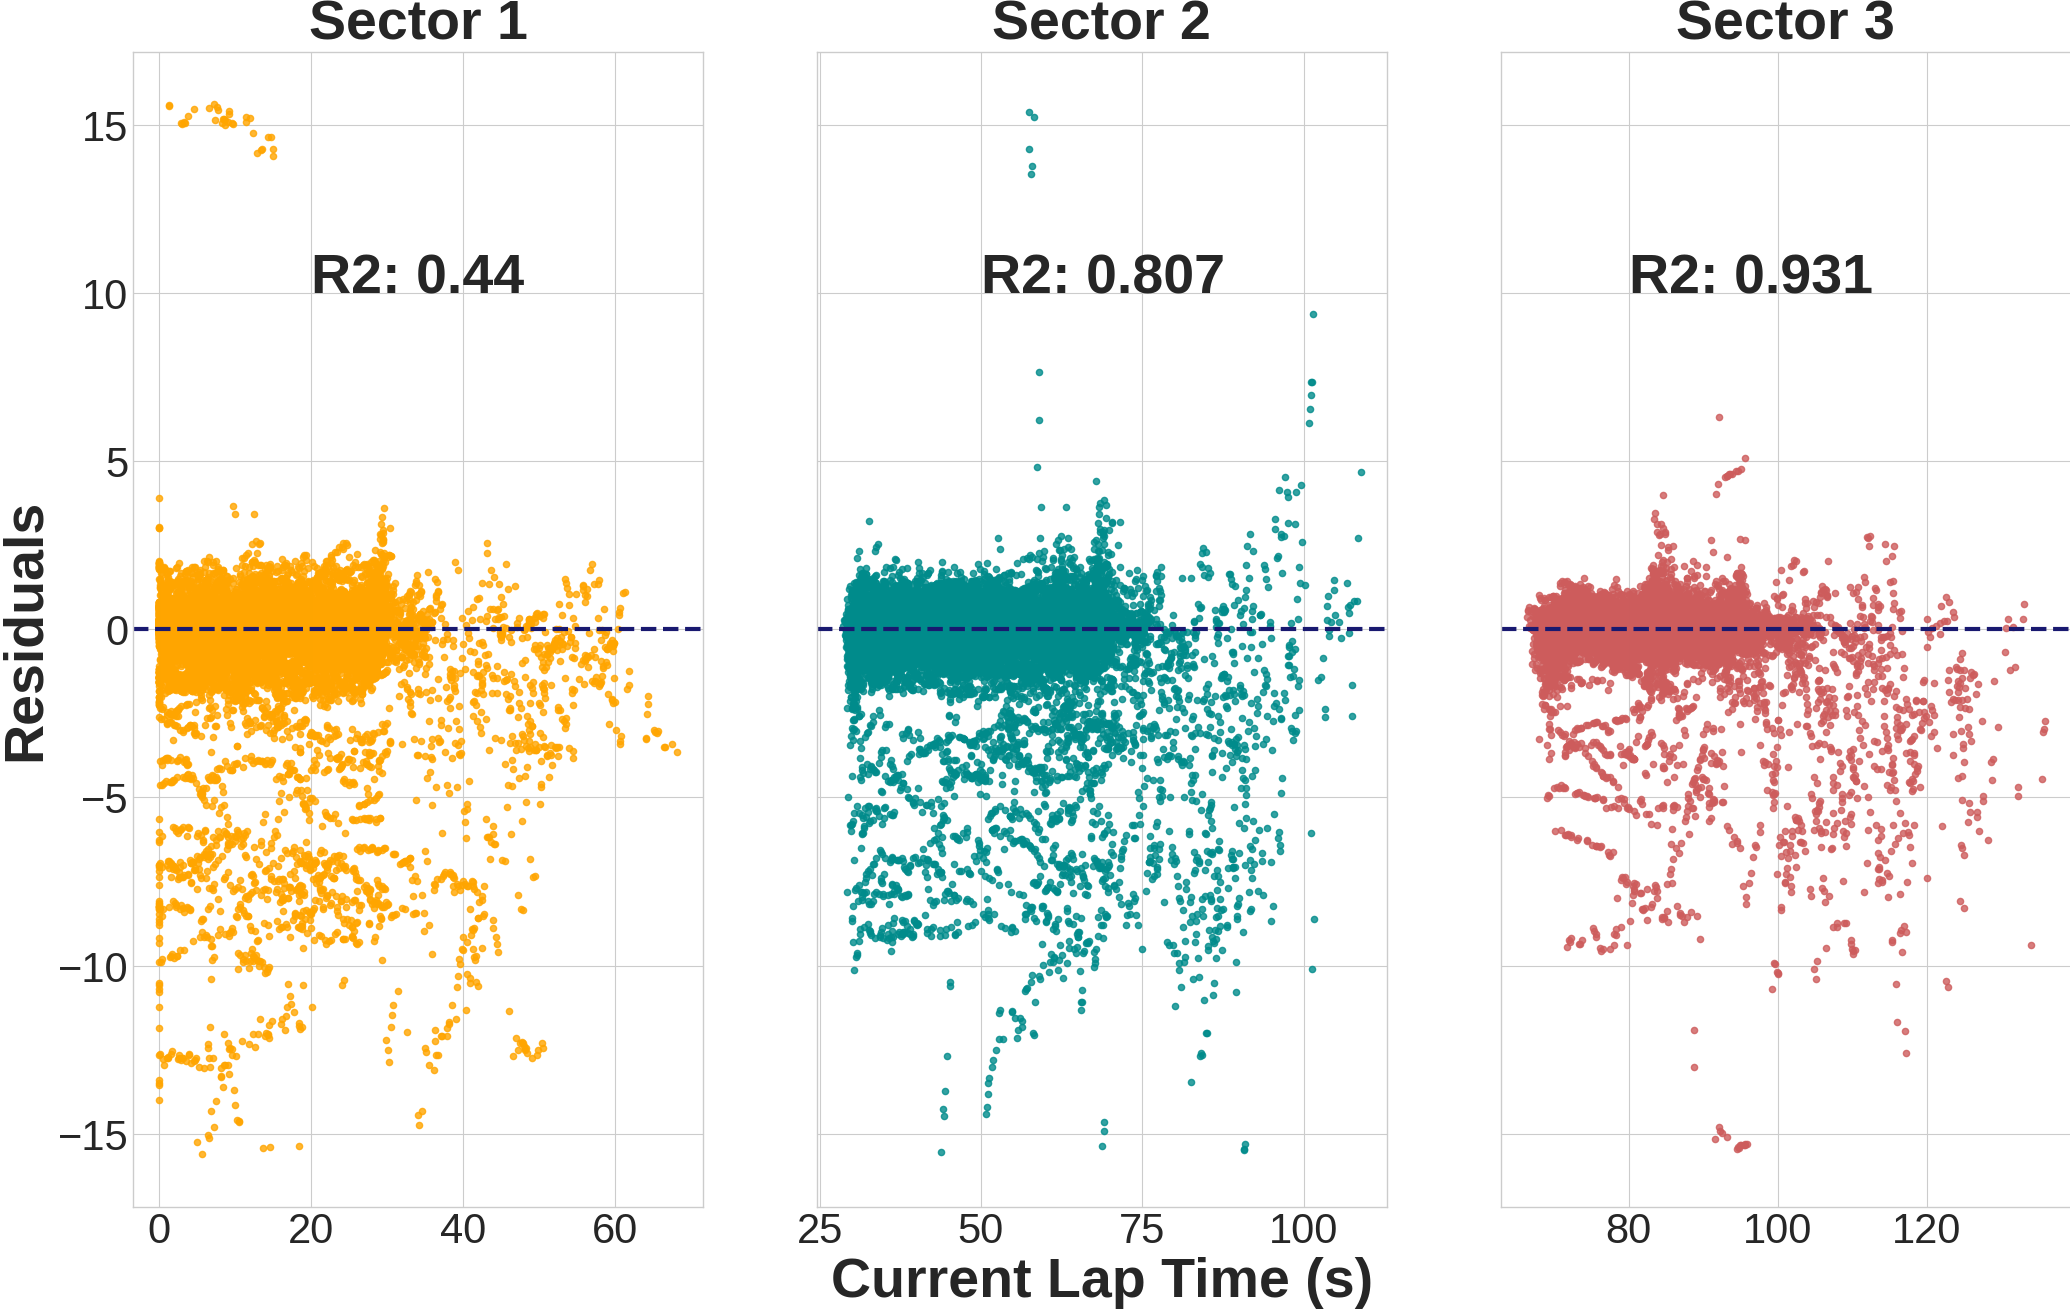 Sector 1
Sector 2
Sector 3
R2: 0.44
R2: 0.807
R2: 0.931
Residuals
15
10
5
0
−5
−10
−15
0 20 40 60
25 50 75 100
80 100 120
Current Lap Time (s)